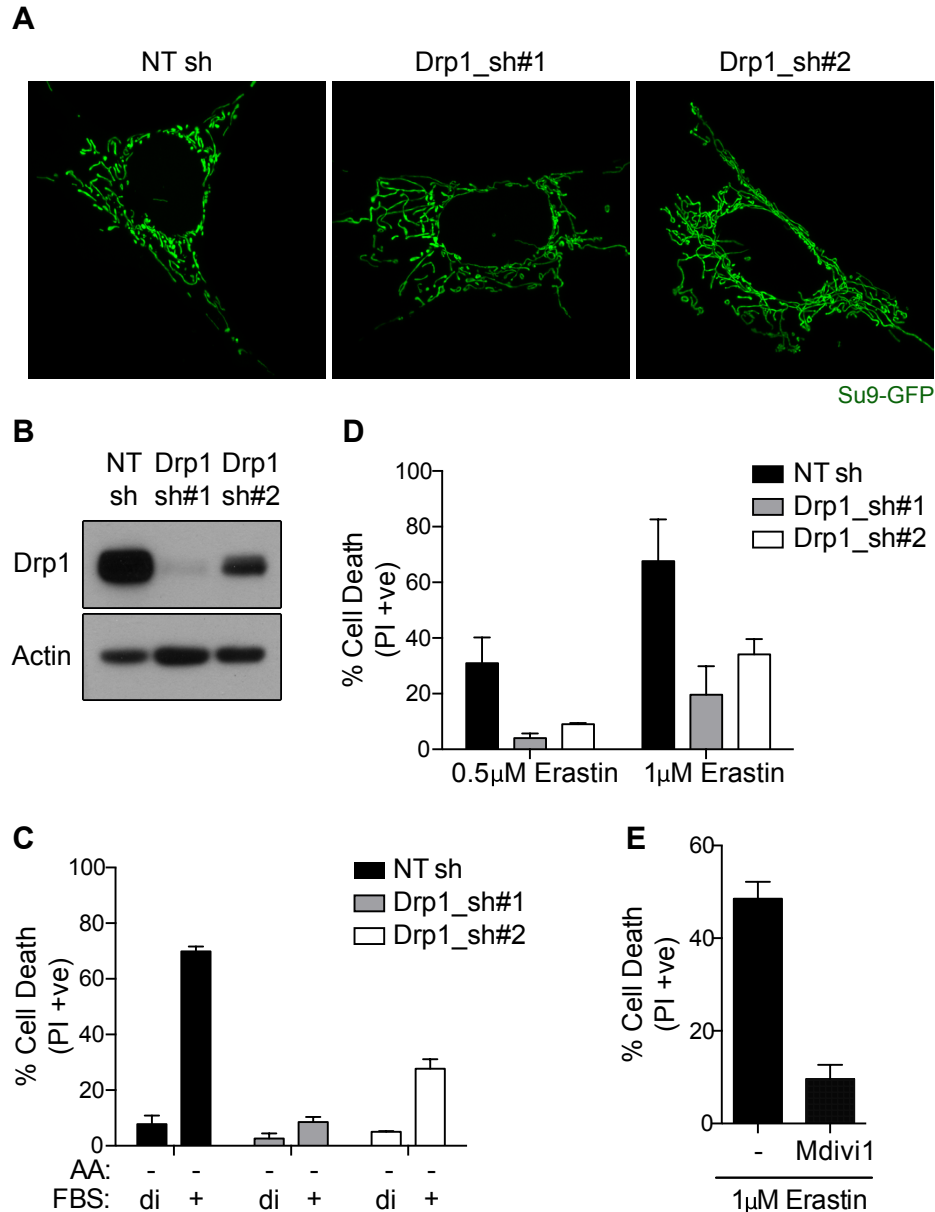 A
NT sh
Drp1_sh#1
Drp1_sh#2
Su9-GFP
B
NT Drp1 Drp1
sh sh#1 sh#2
Drp1
Actin
D
% Cell Death
(PI +ve)
100
80
60
40
20
0
NT sh
Drp1_sh#1
Drp1_sh#2
0.5μM Erastin
1μM Erastin
C
% Cell Death
(PI +ve)
100
80
60
40
20
0
NT sh
Drp1_sh#1
Drp1_sh#2
AA: - - - - - -
FBS: di + di + di +
E
% Cell Death
(PI +ve)
60
40
20
0
- Mdivi1
1μM Erastin